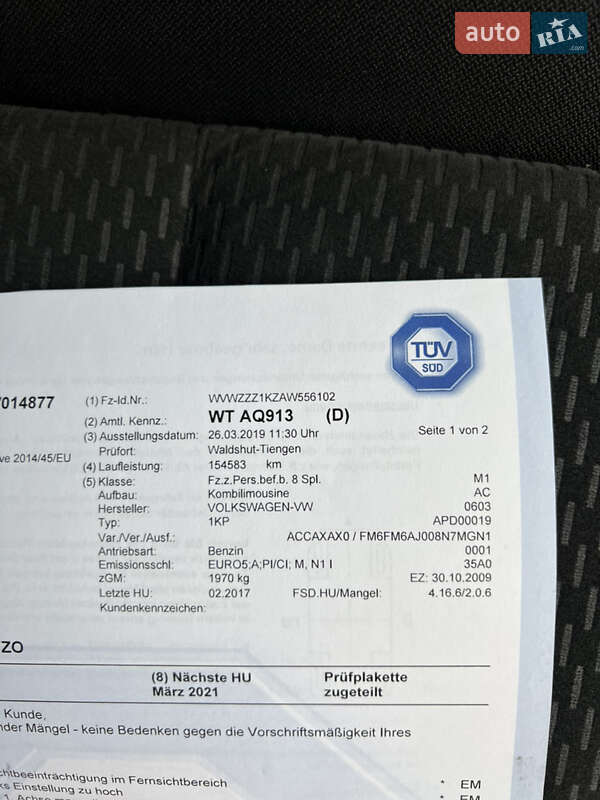 auto RIA .com
TÜV
SÜD
014877 (1) Fz-Id.Nr.: WVWZZZ1KZAW556102
(2) Amtl. Kennz.: WT AQ913 (D)
(3) Ausstellungsdatum: 26.03.2019 11:30 Uhr Seite 1 von 2
Prüfort: Waldshut-Tiengen
ve 2014/45/EU
(4) Laufleistung: 154583 km
(5) Klasse: Fz.z.Pers.bef.b. 8 Spl. M1
Aufbau: Kombilimousine AC
Hersteller: VOLKSWAGEN-VW 0603
Typ: 1KP APD00019
Var./Ver./Ausf.: ACCAXAX0 / FM6FM6AJ008N7MGN1
Antriebsart: Benzin 0001
Emissionsschl: EURO5;A;PI/CI; M, N1 I 35A0
zGM: 1970 kg EZ: 30.10.2009
Letzte HU: 02.2017 FSD.HU/Mangel: 4.16.6/2.0.6
Kundenkennzeichen:
ZO
(8) Nächste HU Prüfplakette
März 2021 zugeteilt
Kunde,
nder Mängel - keine Bedenken gegen die Vorschriftsmäßigkeit Ihres
chtbeeinträchtigung im Fernsichtbereich * EM
ks Einstellung zu hoch * EM